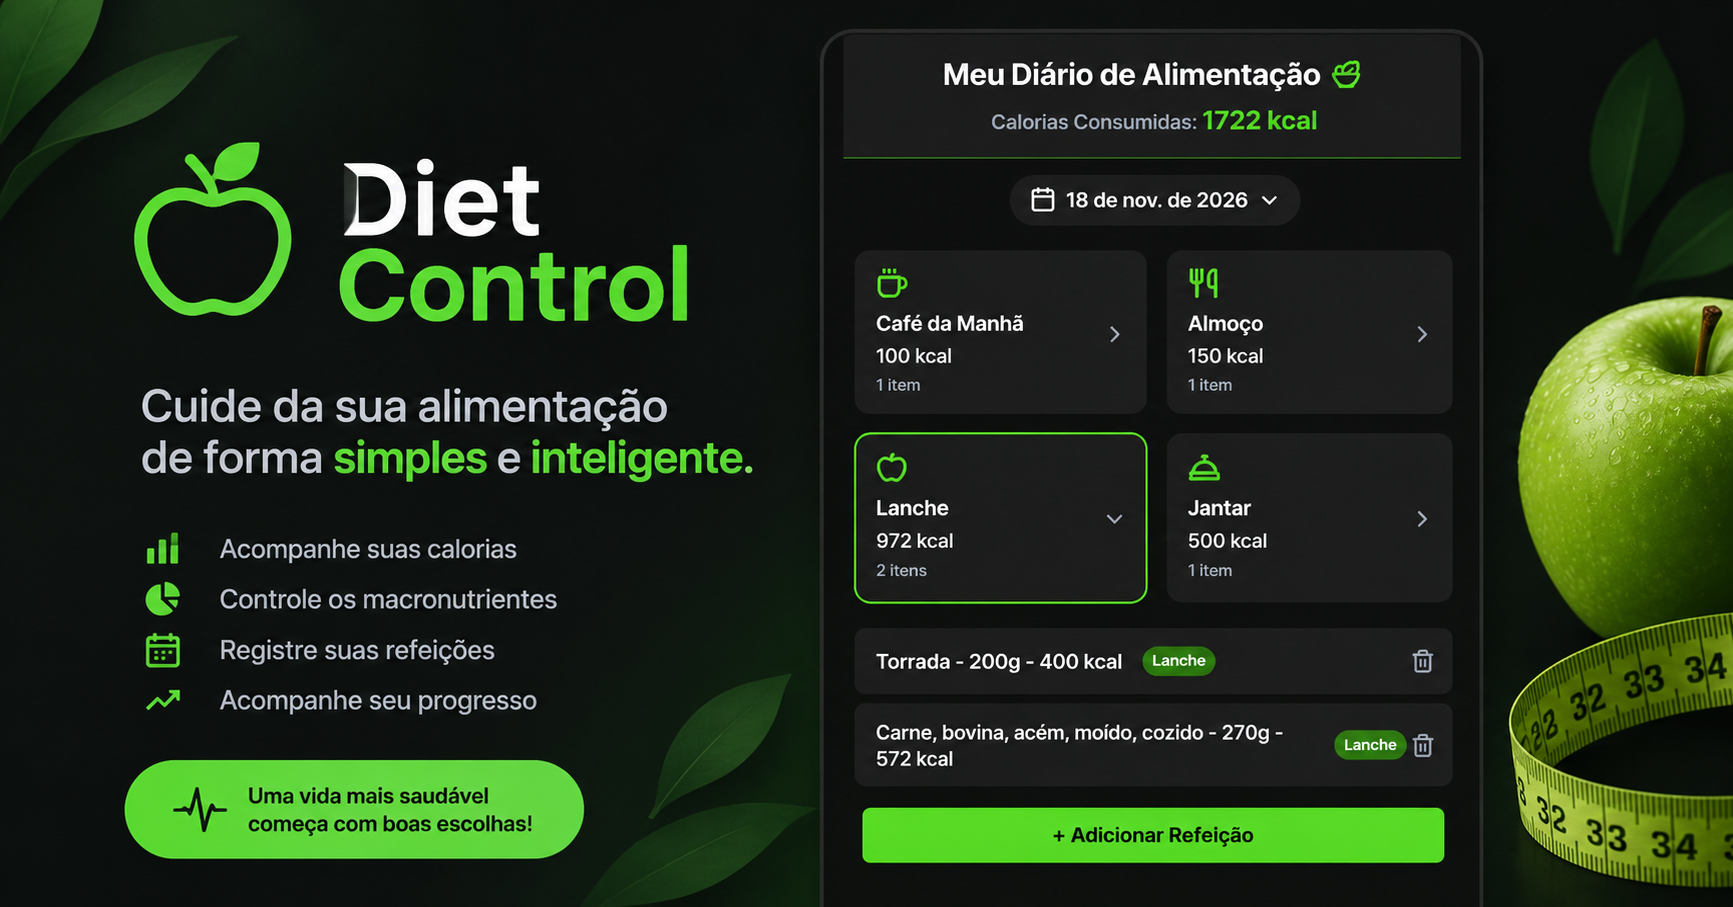 Diet
Control
Cuide da sua alimentação
de forma simples e inteligente.
Acompanhe suas calorias
Controle os macronutrientes
Registre suas refeições
Acompanhe seu progresso
Uma vida mais saudável
começa com boas escolhas!
Meu Diário de Alimentação
Calorias Consumidas: 1722 kcal
18 de nov. de 2026
Café da Manhã
100 kcal
1 item
Almoço
150 kcal
1 item
Lanche
972 kcal
2 itens
Jantar
500 kcal
1 item
Torrada - 200g - 400 kcal Lanche
Carne, bovina, acém, moído, cozido - 270g -
572 kcal
Lanche
+ Adicionar Refeição
32 33 34
32 33 34